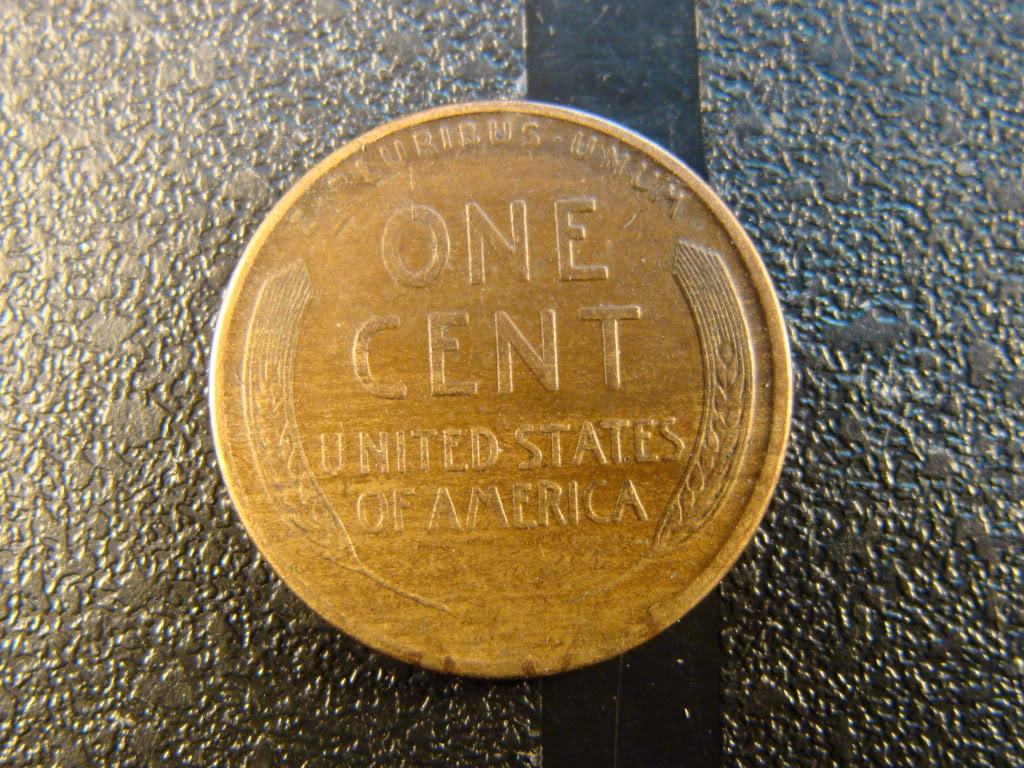 E · PLURIBUS · UNUM
ONE
CENT
UNITED·STATES
OF AMERICA